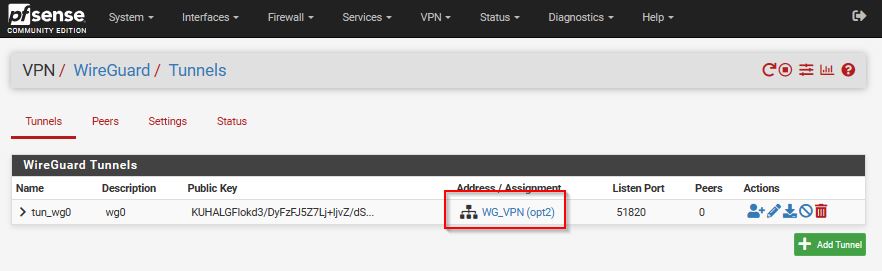 pfsense
COMMUNITY EDITION
System Interfaces Firewall Services VPN Status Diagnostics Help
VPN / WireGuard / Tunnels
Tunnels Peers Settings Status
WireGuard Tunnels
Name Description Public Key Address / Assignment Listen Port Peers Actions
tun_wg0 wg0 KUHALGFlokd3/DyFzFJ5Z7Lj+ljvZ/dS... WG_VPN (opt2) 51820 0
Add Tunnel